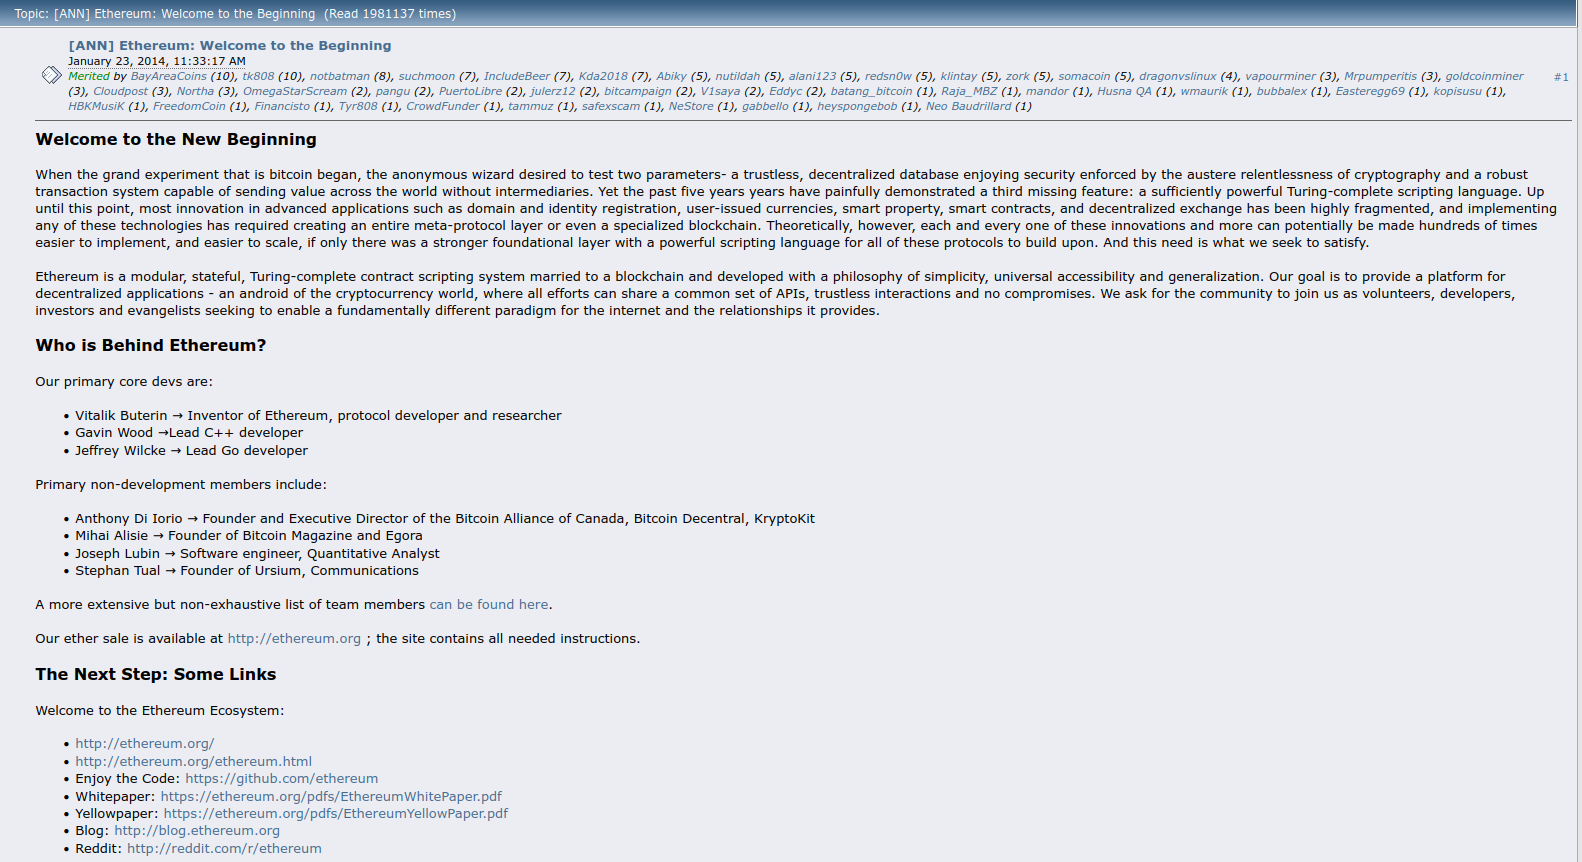 Topic: [ANN] Ethereum: Welcome to the Beginning  (Read 1981137 times)
[ANN] Ethereum: Welcome to the Beginning
January 23, 2014, 11:33:17 AM
Merited by BayAreaCoins (10), tk808 (10), notbatman (8), suchmoon (7), IncludeBeer (7), Kda2018 (7), Abiky (5), nutildah (5), alani123 (5), redsn0w (5), klintay (5), zork (5), somacoin (5), dragonvslinux (4), vapourminer (3), Mrpumperitis (3), goldcoinminer
#1
(3), Cloudpost (3), Northa (3), OmegaStarScream (2), pangu (2), PuertoLibre (2), julerz12 (2), bitcampaign (2), V1saya (2), Eddyc (2), batang_bitcoin (1), Raja_MBZ (1), mandor (1), Husna QA (1), wmaurik (1), bubbalex (1), Easteregg69 (1), kopisusu (1),
HBKMusiK (1), FreedomCoin (1), Financisto (1), Tyr808 (1), CrowdFunder (1), tammuz (1), safexscam (1), NeStore (1), gabbello (1), heyspongebob (1), Neo Baudrillard (1)
Welcome to the New Beginning
When the grand experiment that is bitcoin began, the anonymous wizard desired to test two parameters- a trustless, decentralized database enjoying security enforced by the austere relentlessness of cryptography and a robust
transaction system capable of sending value across the world without intermediaries. Yet the past five years years have painfully demonstrated a third missing feature: a sufficiently powerful Turing-complete scripting language. Up
until this point, most innovation in advanced applications such as domain and identity registration, user-issued currencies, smart property, smart contracts, and decentralized exchange has been highly fragmented, and implementing
any of these technologies has required creating an entire meta-protocol layer or even a specialized blockchain. Theoretically, however, each and every one of these innovations and more can potentially be made hundreds of times
easier to implement, and easier to scale, if only there was a stronger foundational layer with a powerful scripting language for all of these protocols to build upon. And this need is what we seek to satisfy.
Ethereum is a modular, stateful, Turing-complete contract scripting system married to a blockchain and developed with a philosophy of simplicity, universal accessibility and generalization. Our goal is to provide a platform for
decentralized applications - an android of the cryptocurrency world, where all efforts can share a common set of APIs, trustless interactions and no compromises. We ask for the community to join us as volunteers, developers,
investors and evangelists seeking to enable a fundamentally different paradigm for the internet and the relationships it provides.
Who is Behind Ethereum?
Our primary core devs are:
• Vitalik Buterin → Inventor of Ethereum, protocol developer and researcher
• Gavin Wood →Lead C++ developer
• Jeffrey Wilcke → Lead Go developer
Primary non-development members include:
• Anthony Di Iorio → Founder and Executive Director of the Bitcoin Alliance of Canada, Bitcoin Decentral, KryptoKit
• Mihai Alisie → Founder of Bitcoin Magazine and Egora
• Joseph Lubin → Software engineer, Quantitative Analyst
• Stephan Tual → Founder of Ursium, Communications
A more extensive but non-exhaustive list of team members can be found here.
Our ether sale is available at http://ethereum.org ; the site contains all needed instructions.
The Next Step: Some Links
Welcome to the Ethereum Ecosystem:
• http://ethereum.org/
• http://ethereum.org/ethereum.html
• Enjoy the Code: https://github.com/ethereum
• Whitepaper: https://ethereum.org/pdfs/EthereumWhitePaper.pdf
• Yellowpaper: https://ethereum.org/pdfs/EthereumYellowPaper.pdf
• Blog: http://blog.ethereum.org
• Reddit: http://reddit.com/r/ethereum